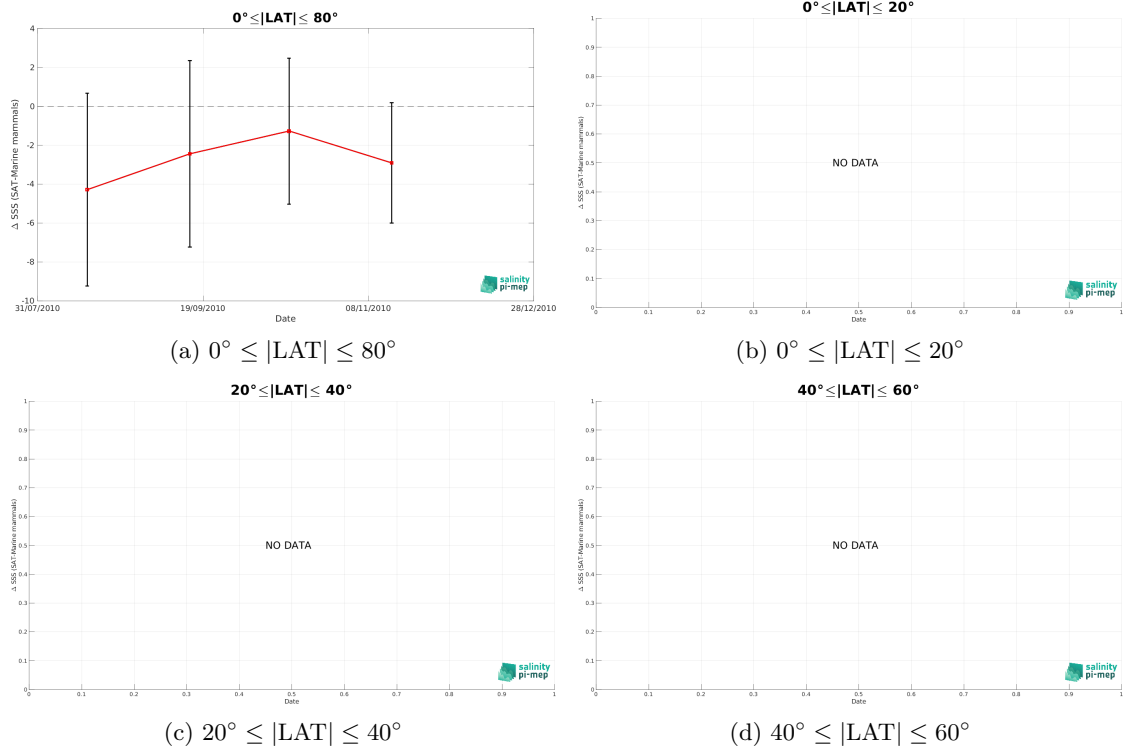 0°≤|LAT|≤ 80°
4
2
0
-2
-4
-6
-8
-10
Δ SSS (SAT-Marine mammals)
31/07/2010 19/09/2010 08/11/2010 28/12/2010
Date
salinity
pi-mep
(a) 0° ≤ |LAT| ≤ 80°
0°≤|LAT|≤ 20°
1
0.9
0.8
0.7
0.6
0.5
0.4
0.3
0.2
0.1
0
Δ SSS (SAT-Marine mammals)
NO DATA
0 0.1 0.2 0.3 0.4 0.5 0.6 0.7 0.8 0.9 1
Date
salinity
pi-mep
(b) 0° ≤ |LAT| ≤ 20°
20°≤|LAT|≤ 40°
1
0.9
0.8
0.7
0.6
0.5
0.4
0.3
0.2
0.1
0
Δ SSS (SAT-Marine mammals)
NO DATA
0 0.1 0.2 0.3 0.4 0.5 0.6 0.7 0.8 0.9 1
Date
salinity
pi-mep
(c) 20° ≤ |LAT| ≤ 40°
40°≤|LAT|≤ 60°
1
0.9
0.8
0.7
0.6
0.5
0.4
0.3
0.2
0.1
0
Δ SSS (SAT-Marine mammals)
NO DATA
0 0.1 0.2 0.3 0.4 0.5 0.6 0.7 0.8 0.9 1
Date
salinity
pi-mep
(d) 40° ≤ |LAT| ≤ 60°